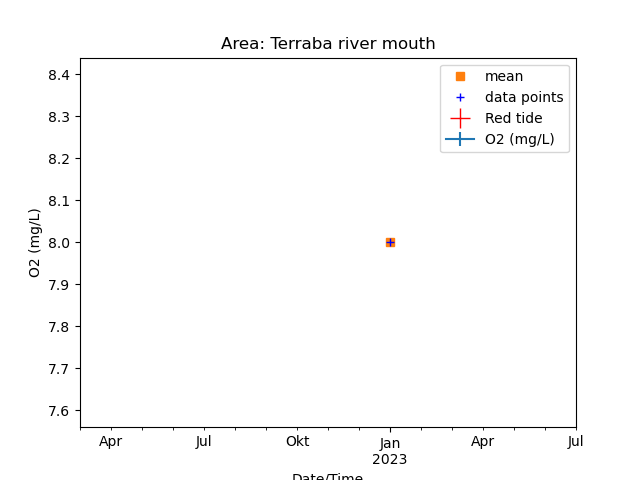 Area: Terraba river mouth
mean
data points
Red tide
O2 (mg/L)
O2 (mg/L)
8.4
8.3
8.2
8.1
8.0
7.9
7.8
7.7
7.6
Apr Jul Okt Jan Apr Jul
2023
Date/Time